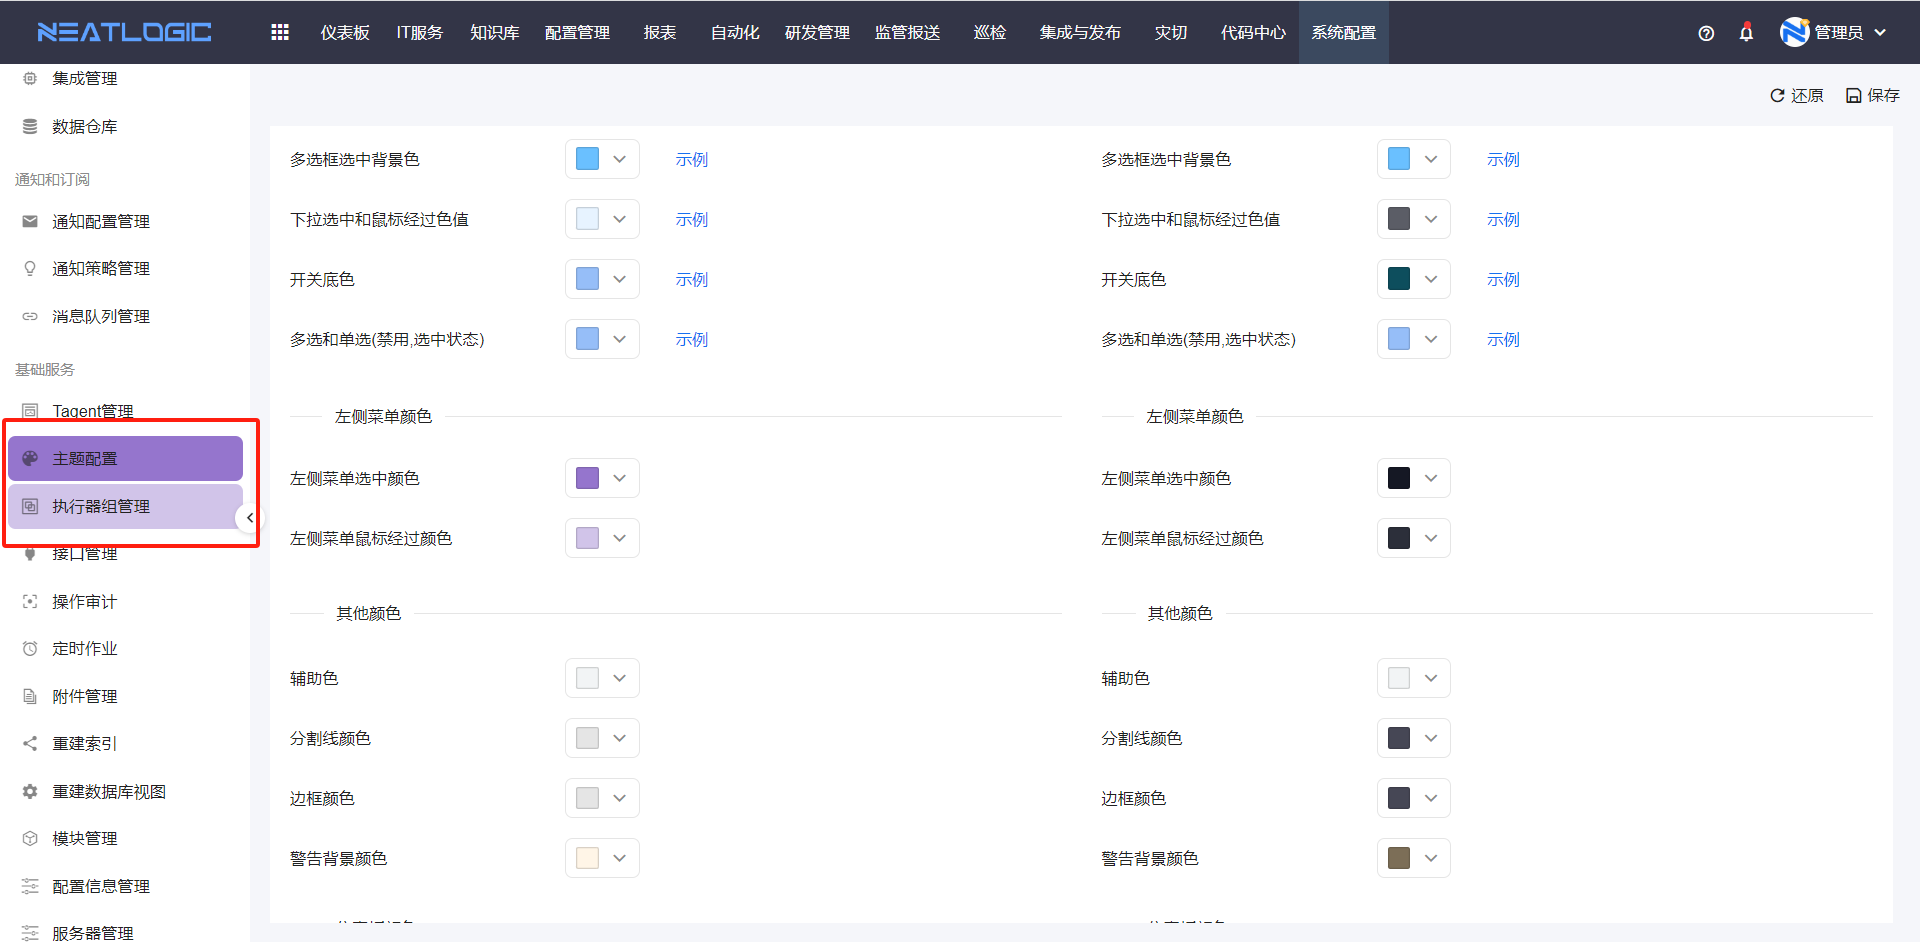 NEATLOGIC
仪表板 IT服务 知识库 配置管理 报表 自动化 研发管理 监管报送 巡检 集成与发布 灾切 代码中心 系统配置
管理员
集成管理
数据仓库
通知和订阅
通知配置管理
通知策略管理
消息队列管理
基础服务
Tagent管理
主题配置
执行器组管理
接口管理
操作审计
定时作业
附件管理
重建索引
重建数据库视图
模块管理
配置信息管理
服务器管理
还原 保存
多选框选中背景色 示例
下拉选中和鼠标经过色值 示例
开关底色 示例
多选和单选(禁用,选中状态) 示例
左侧菜单颜色
左侧菜单选中颜色
左侧菜单鼠标经过颜色
其他颜色
辅助色
分割线颜色
边框颜色
警告背景颜色
多选框选中背景色 示例
下拉选中和鼠标经过色值 示例
开关底色 示例
多选和单选(禁用,选中状态) 示例
左侧菜单颜色
左侧菜单选中颜色
左侧菜单鼠标经过颜色
其他颜色
辅助色
分割线颜色
边框颜色
警告背景颜色